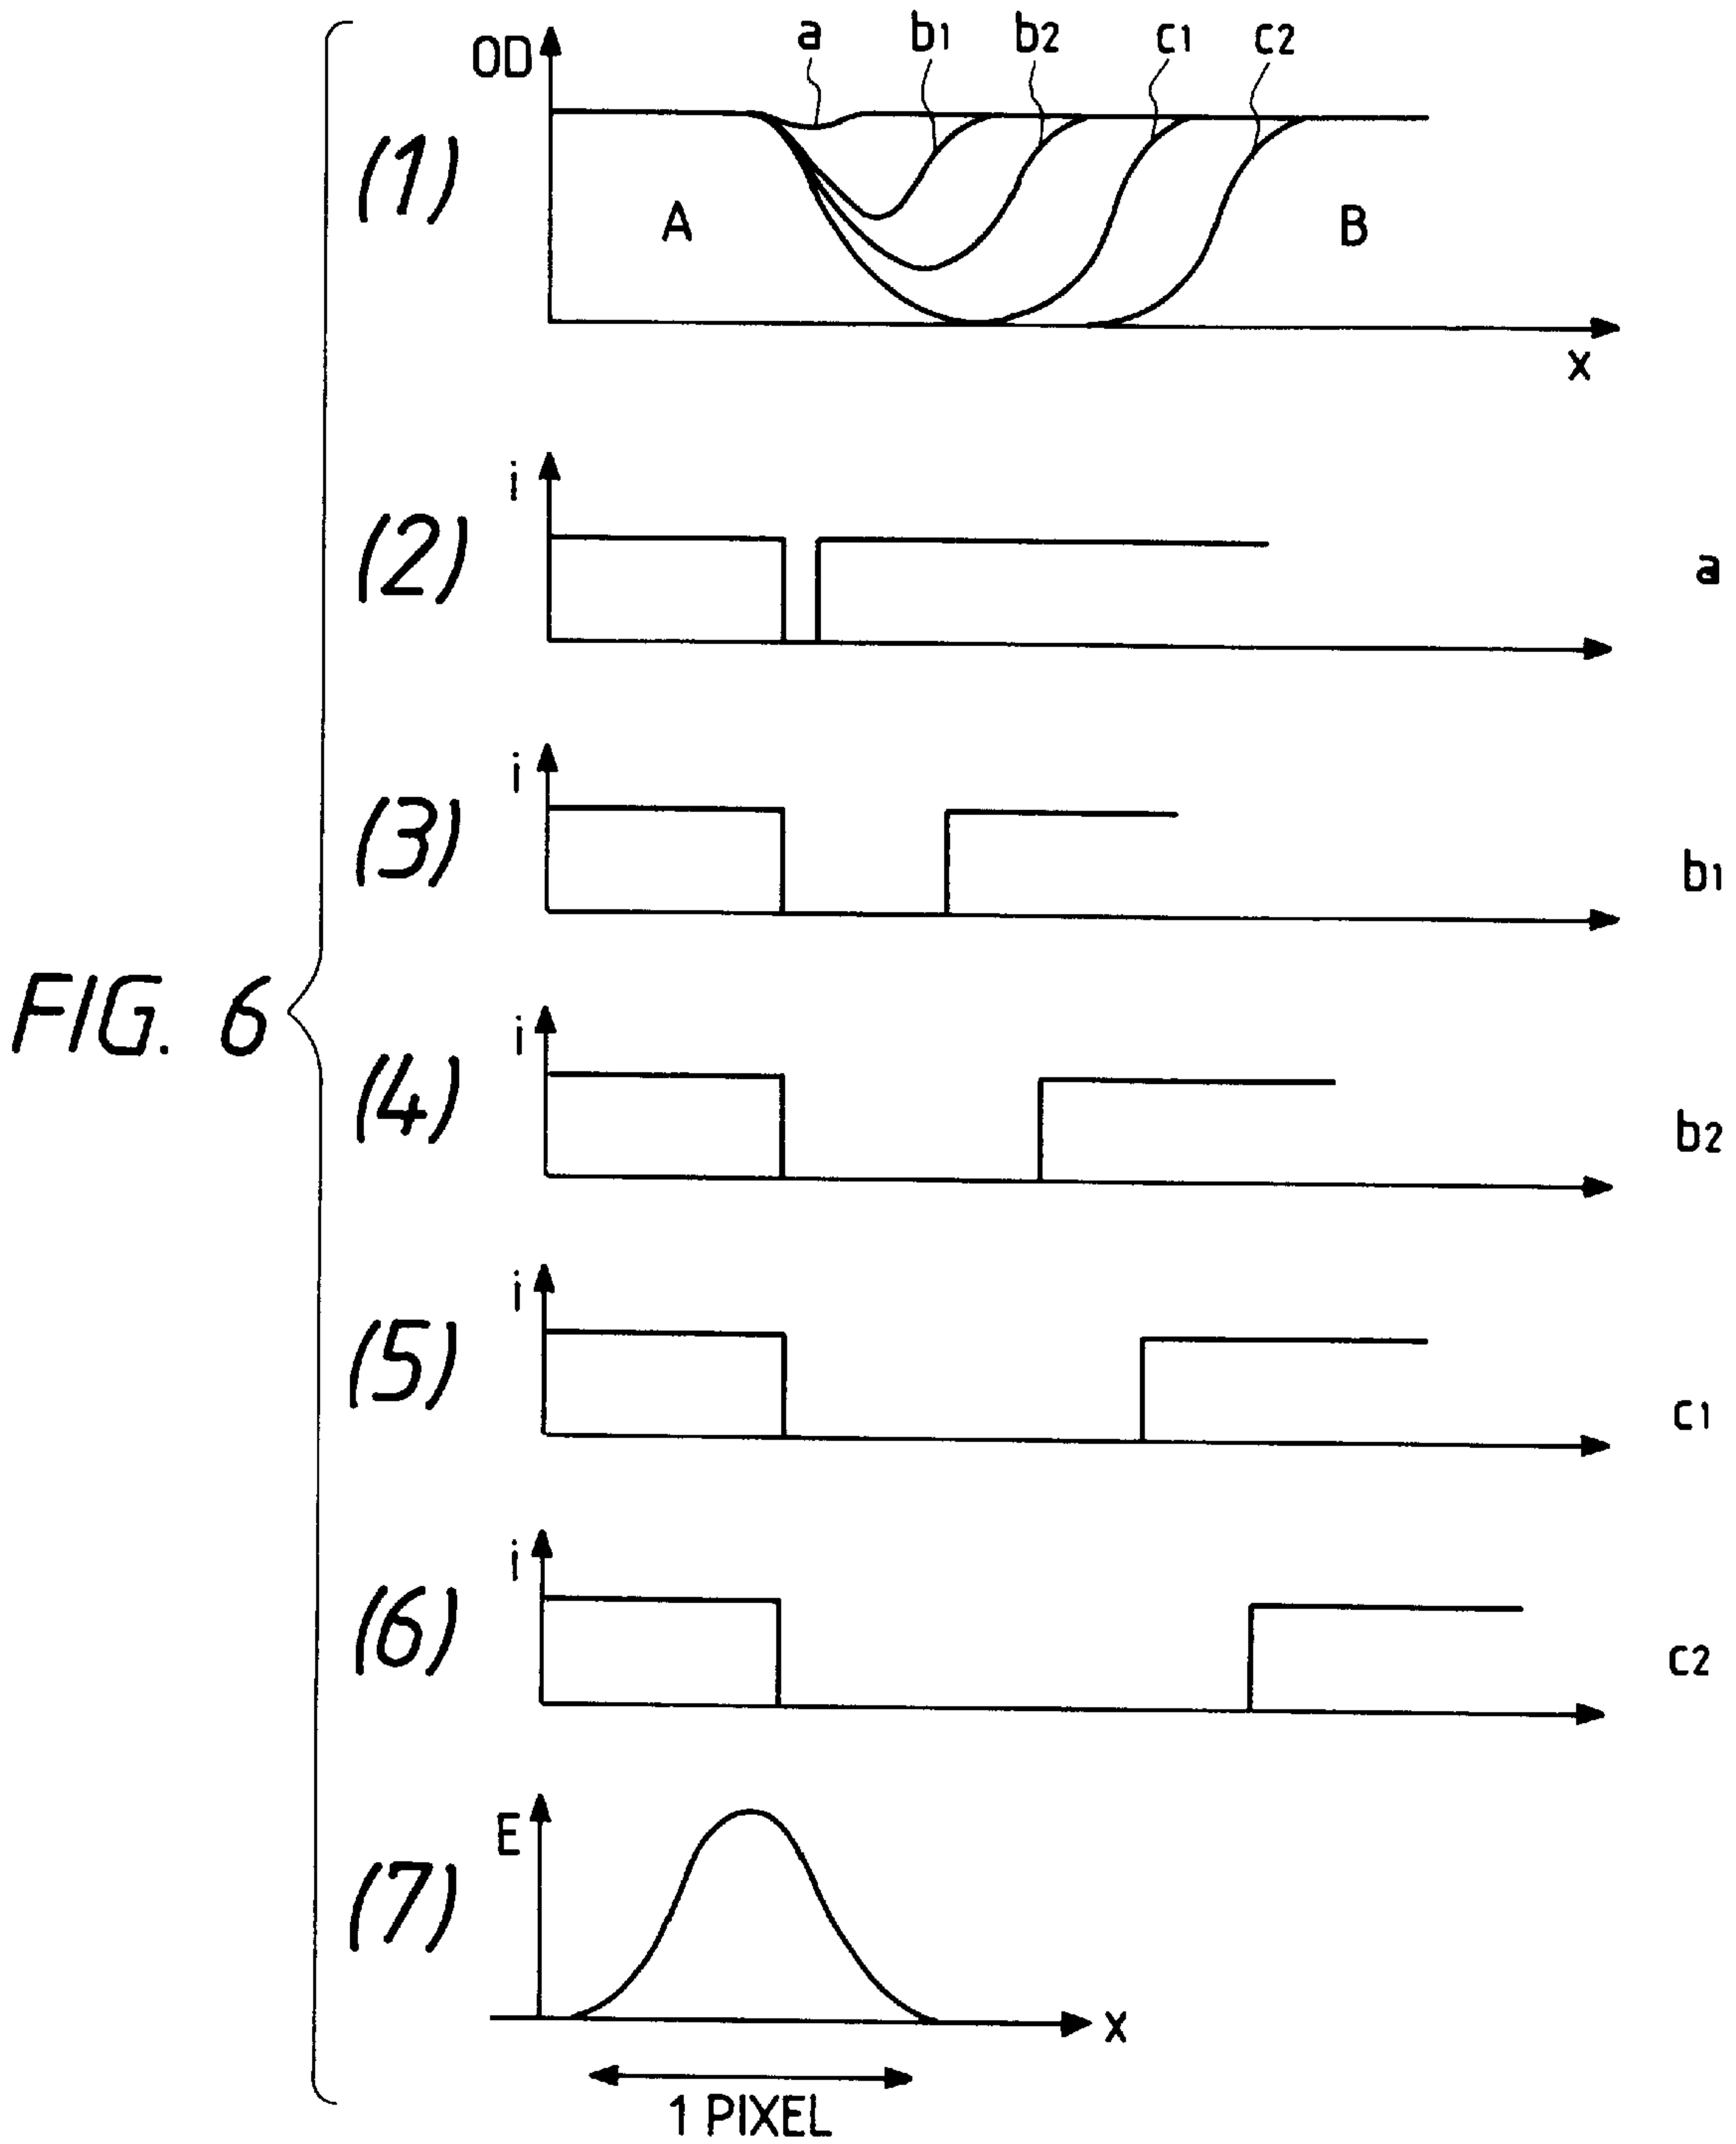 FIG. 6
(1)
OD
a b1 b2 c1 c2
A B
x
(2)
i
a
(3)
i
b1
(4)
i
b2
(5)
i
c1
(6)
i
c2
(7)
E
x
1 PIXEL